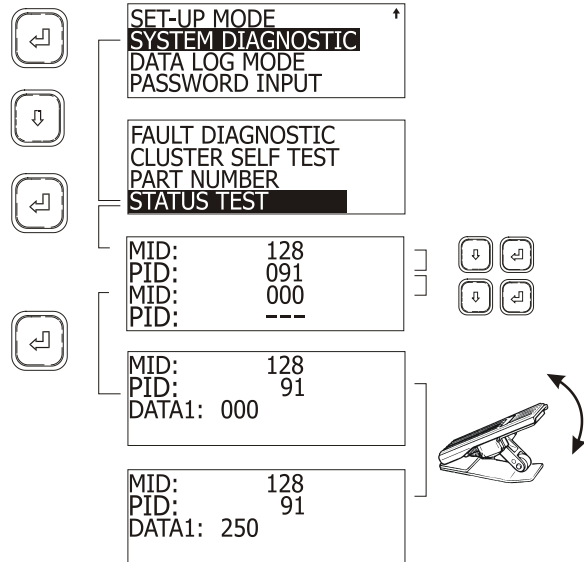 SET-UP MODE
SYSTEM DIAGNOSTIC
DATA LOG MODE
PASSWORD INPUT
FAULT DIAGNOSTIC
CLUSTER SELF TEST
PART NUMBER
STATUS TEST
MID: 128
PID: 091
MID: 000
PID: ---
MID: 128
PID: 91
DATA1: 000
MID: 128
PID: 91
DATA1: 250